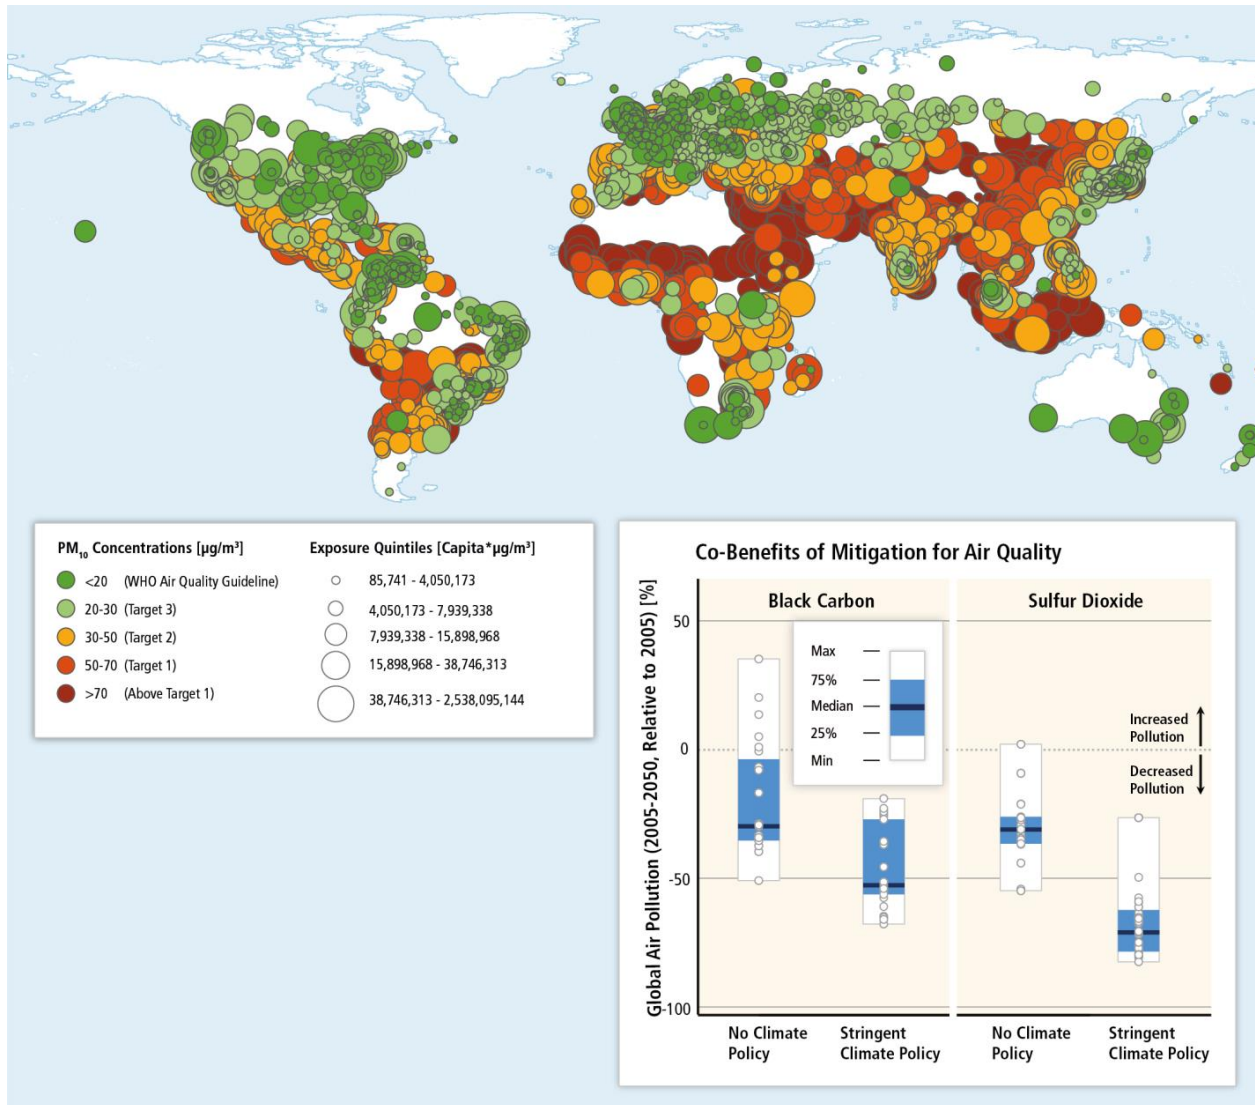 PM₁₀ Concentrations [µg/m³]
<20 (WHO Air Quality Guideline)
20-30 (Target 3)
30-50 (Target 2)
50-70 (Target 1)
>70 (Above Target 1)
Exposure Quintiles [Capita*µg/m³]
85,741 - 4,050,173
4,050,173 - 7,939,338
7,939,338 - 15,898,968
15,898,968 - 38,746,313
38,746,313 - 2,538,095,144
Co-Benefits of Mitigation for Air Quality
Global Air Pollution (2005-2050, Relative to 2005) [%]
50
0
-50
-100
Black Carbon
Sulfur Dioxide
Max
75%
Median
25%
Min
Increased
Pollution
Decreased
Pollution
No Climate
Policy
Stringent
Climate Policy
No Climate
Policy
Stringent
Climate Policy